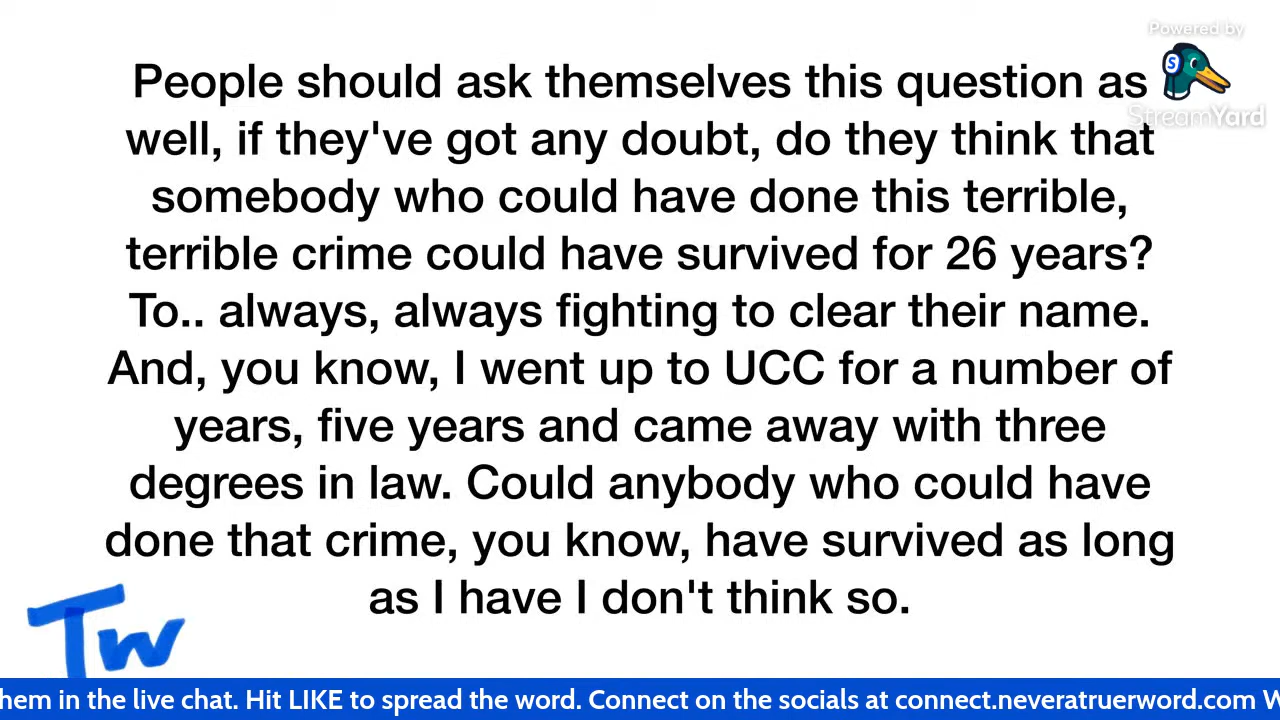 Powered by
StreamYard
People should ask themselves this question as
well, if they've got any doubt, do they think that
somebody who could have done this terrible,
terrible crime could have survived for 26 years?
To.. always, always fighting to clear their name.
And, you know, I went up to UCC for a number of
years, five years and came away with three
degrees in law. Could anybody who could have
done that crime, you know, have survived as long
as I have I don't think so.
Tw
hem in the live chat. Hit LIKE to spread the word. Connect on the socials at connect.neveratruerword.com W